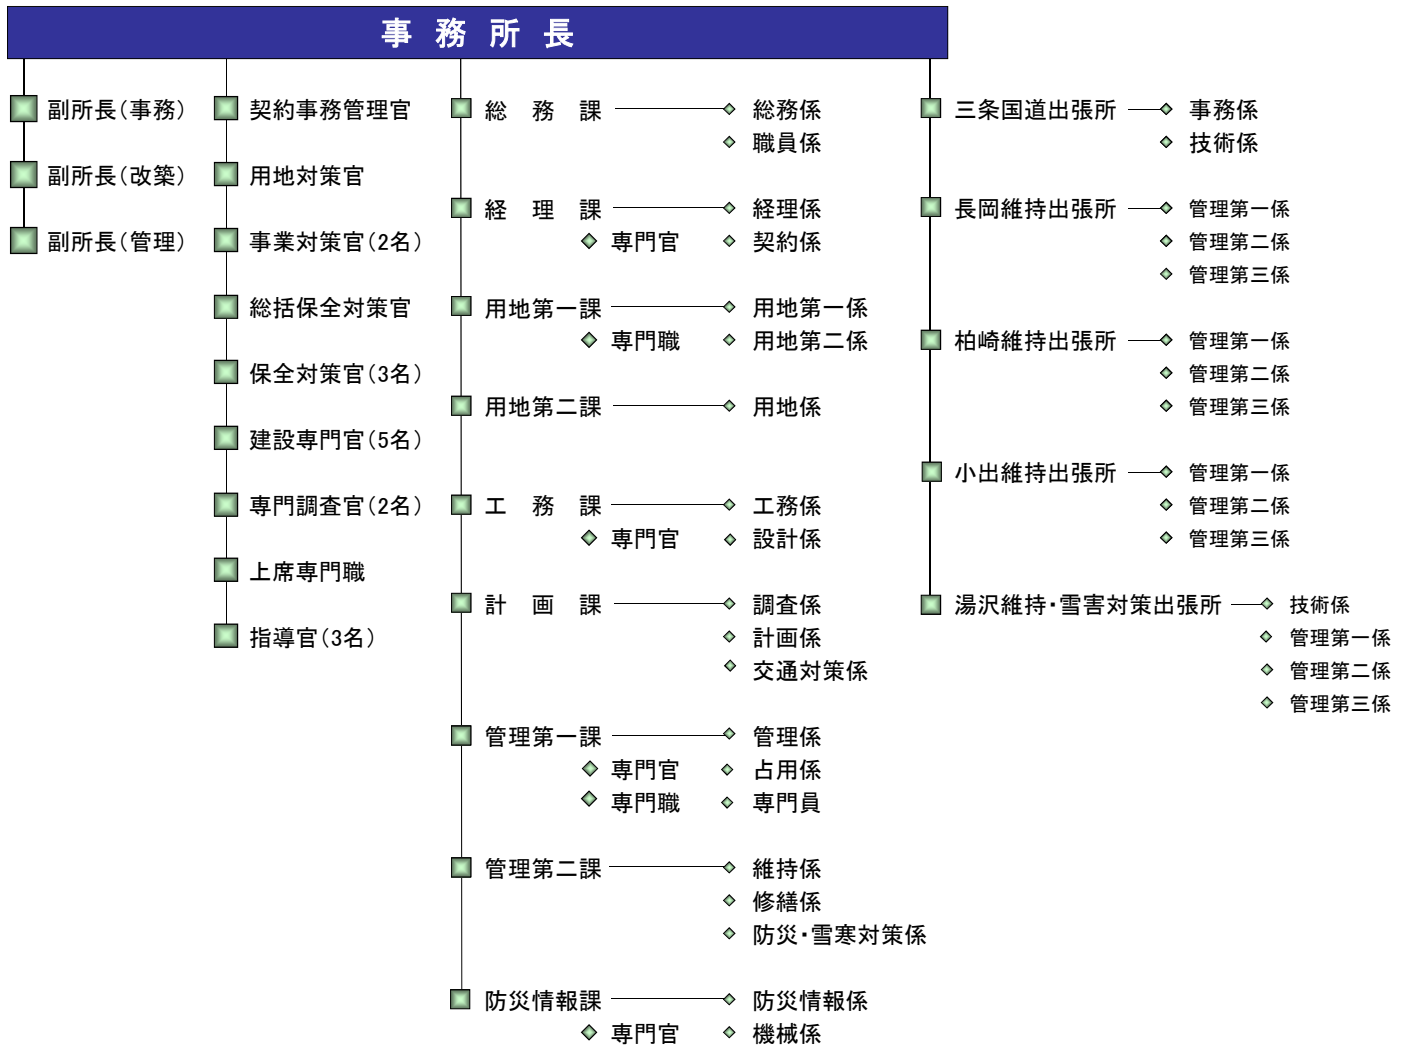 事 務 所 長
副所長(事務)
副所長(改築)
副所長(管理)
契約事務管理官
用地対策官
事業対策官(2名)
総括保全対策官
保全対策官(3名)
建設専門官(5名)
専門調査官(2名)
上席専門職
指導官(3名)
総 務 課 総務係
職員係
経 理 課 経理係
専門官 契約係
用地第一課 用地第一係
専門職 用地第二係
用地第二課 用地係
工 務 課 工務係
専門官 設計係
計 画 課 調査係
計画係
交通対策係
管理第一課 管理係
専門官 占用係
専門職 専門員
管理第二課 維持係
修繕係
防災・雪寒対策係
防災情報課 防災情報係
専門官 機械係
三条国道出張所 事務係
技術係
長岡維持出張所 管理第一係
管理第二係
管理第三係
柏崎維持出張所 管理第一係
管理第二係
管理第三係
小出維持出張所 管理第一係
管理第二係
管理第三係
湯沢維持・雪害対策出張所 技術係
管理第一係
管理第二係
管理第三係